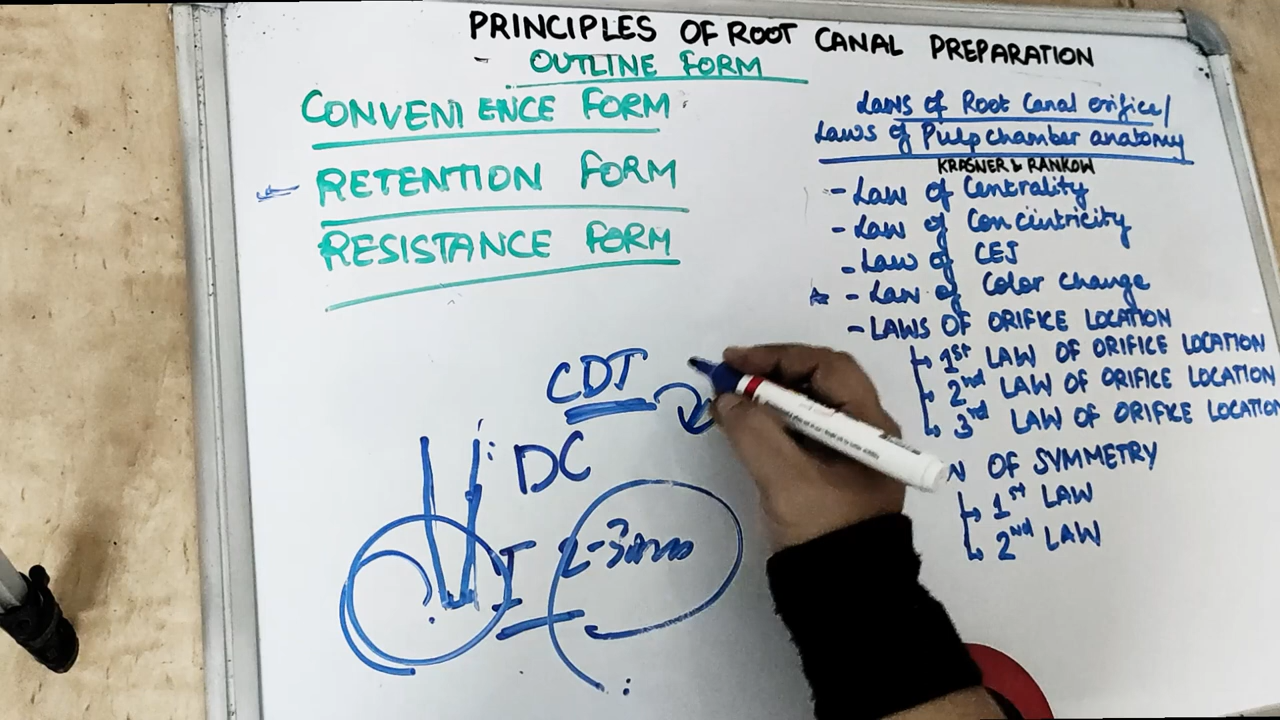 PRINCIPLES OF ROOT CANAL PREPARATION
OUTLINE FORM
CONVENIENCE FORM
RETENTION FORM
RESISTANCE FORM
CDJ
DC
2-3mm
Laws of Root Canal orifice/
Laws of Pulp chamber anatomy
KRASNER & RANKOW
- Law of Centrality
- Law of Concintricity
- Law of CEJ
- Law of Color Change
- LAWS OF ORIFICE LOCATION
1st LAW OF ORIFICE LOCATION
2nd LAW OF ORIFICE LOCATION
3rd LAW OF ORIFICE LOCATION
OF SYMMETRY
1st LAW
2nd LAW